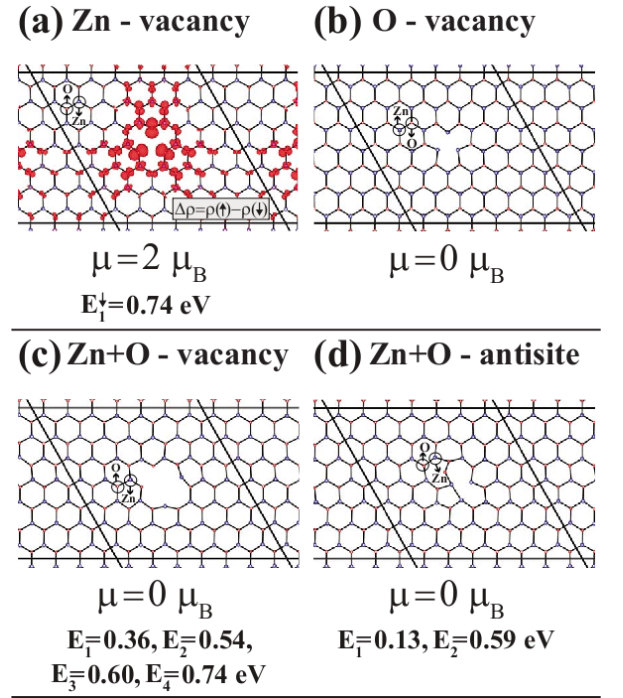 (a) Zn - vacancy
O
Zn
Δρ=ρ(↑)−ρ(↓)
μ=2 μB
E1↓=0.74 eV
(b) O - vacancy
Zn
O
μ=0 μB
(c) Zn+O - vacancy
O
Zn
μ=0 μB
E1=0.36, E2=0.54,
E3=0.60, E4=0.74 eV
(d) Zn+O - antisite
O
Zn
μ=0 μB
E1=0.13, E2=0.59 eV